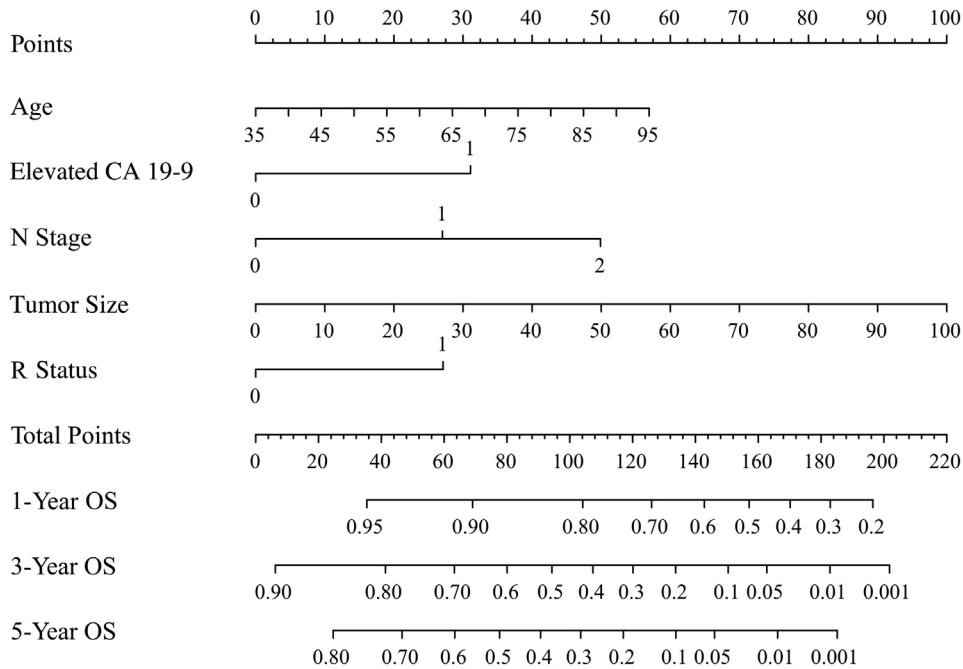 0 10 20 30 40 50 60 70 80 90 100
Points
Age
35 45 55 65 75 85 95
1
Elevated CA 19-9
0
1
N Stage
0 2
Tumor Size
0 10 20 30 40 50 60 70 80 90 100
1
R Status
0
Total Points
0 20 40 60 80 100 120 140 160 180 200 220
1-Year OS
0.95 0.90 0.80 0.70 0.6 0.5 0.4 0.3 0.2
3-Year OS
0.90 0.80 0.70 0.6 0.5 0.4 0.3 0.2 0.1 0.05 0.01 0.001
5-Year OS
0.80 0.70 0.6 0.5 0.4 0.3 0.2 0.1 0.05 0.01 0.001